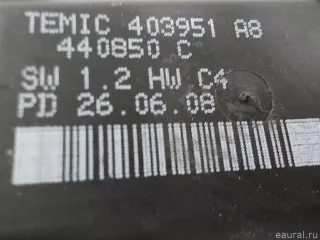 TEMIC 403951 A8
440850 C
SW 1.2 HW C4
PD 26.06.08
© eaural.ru